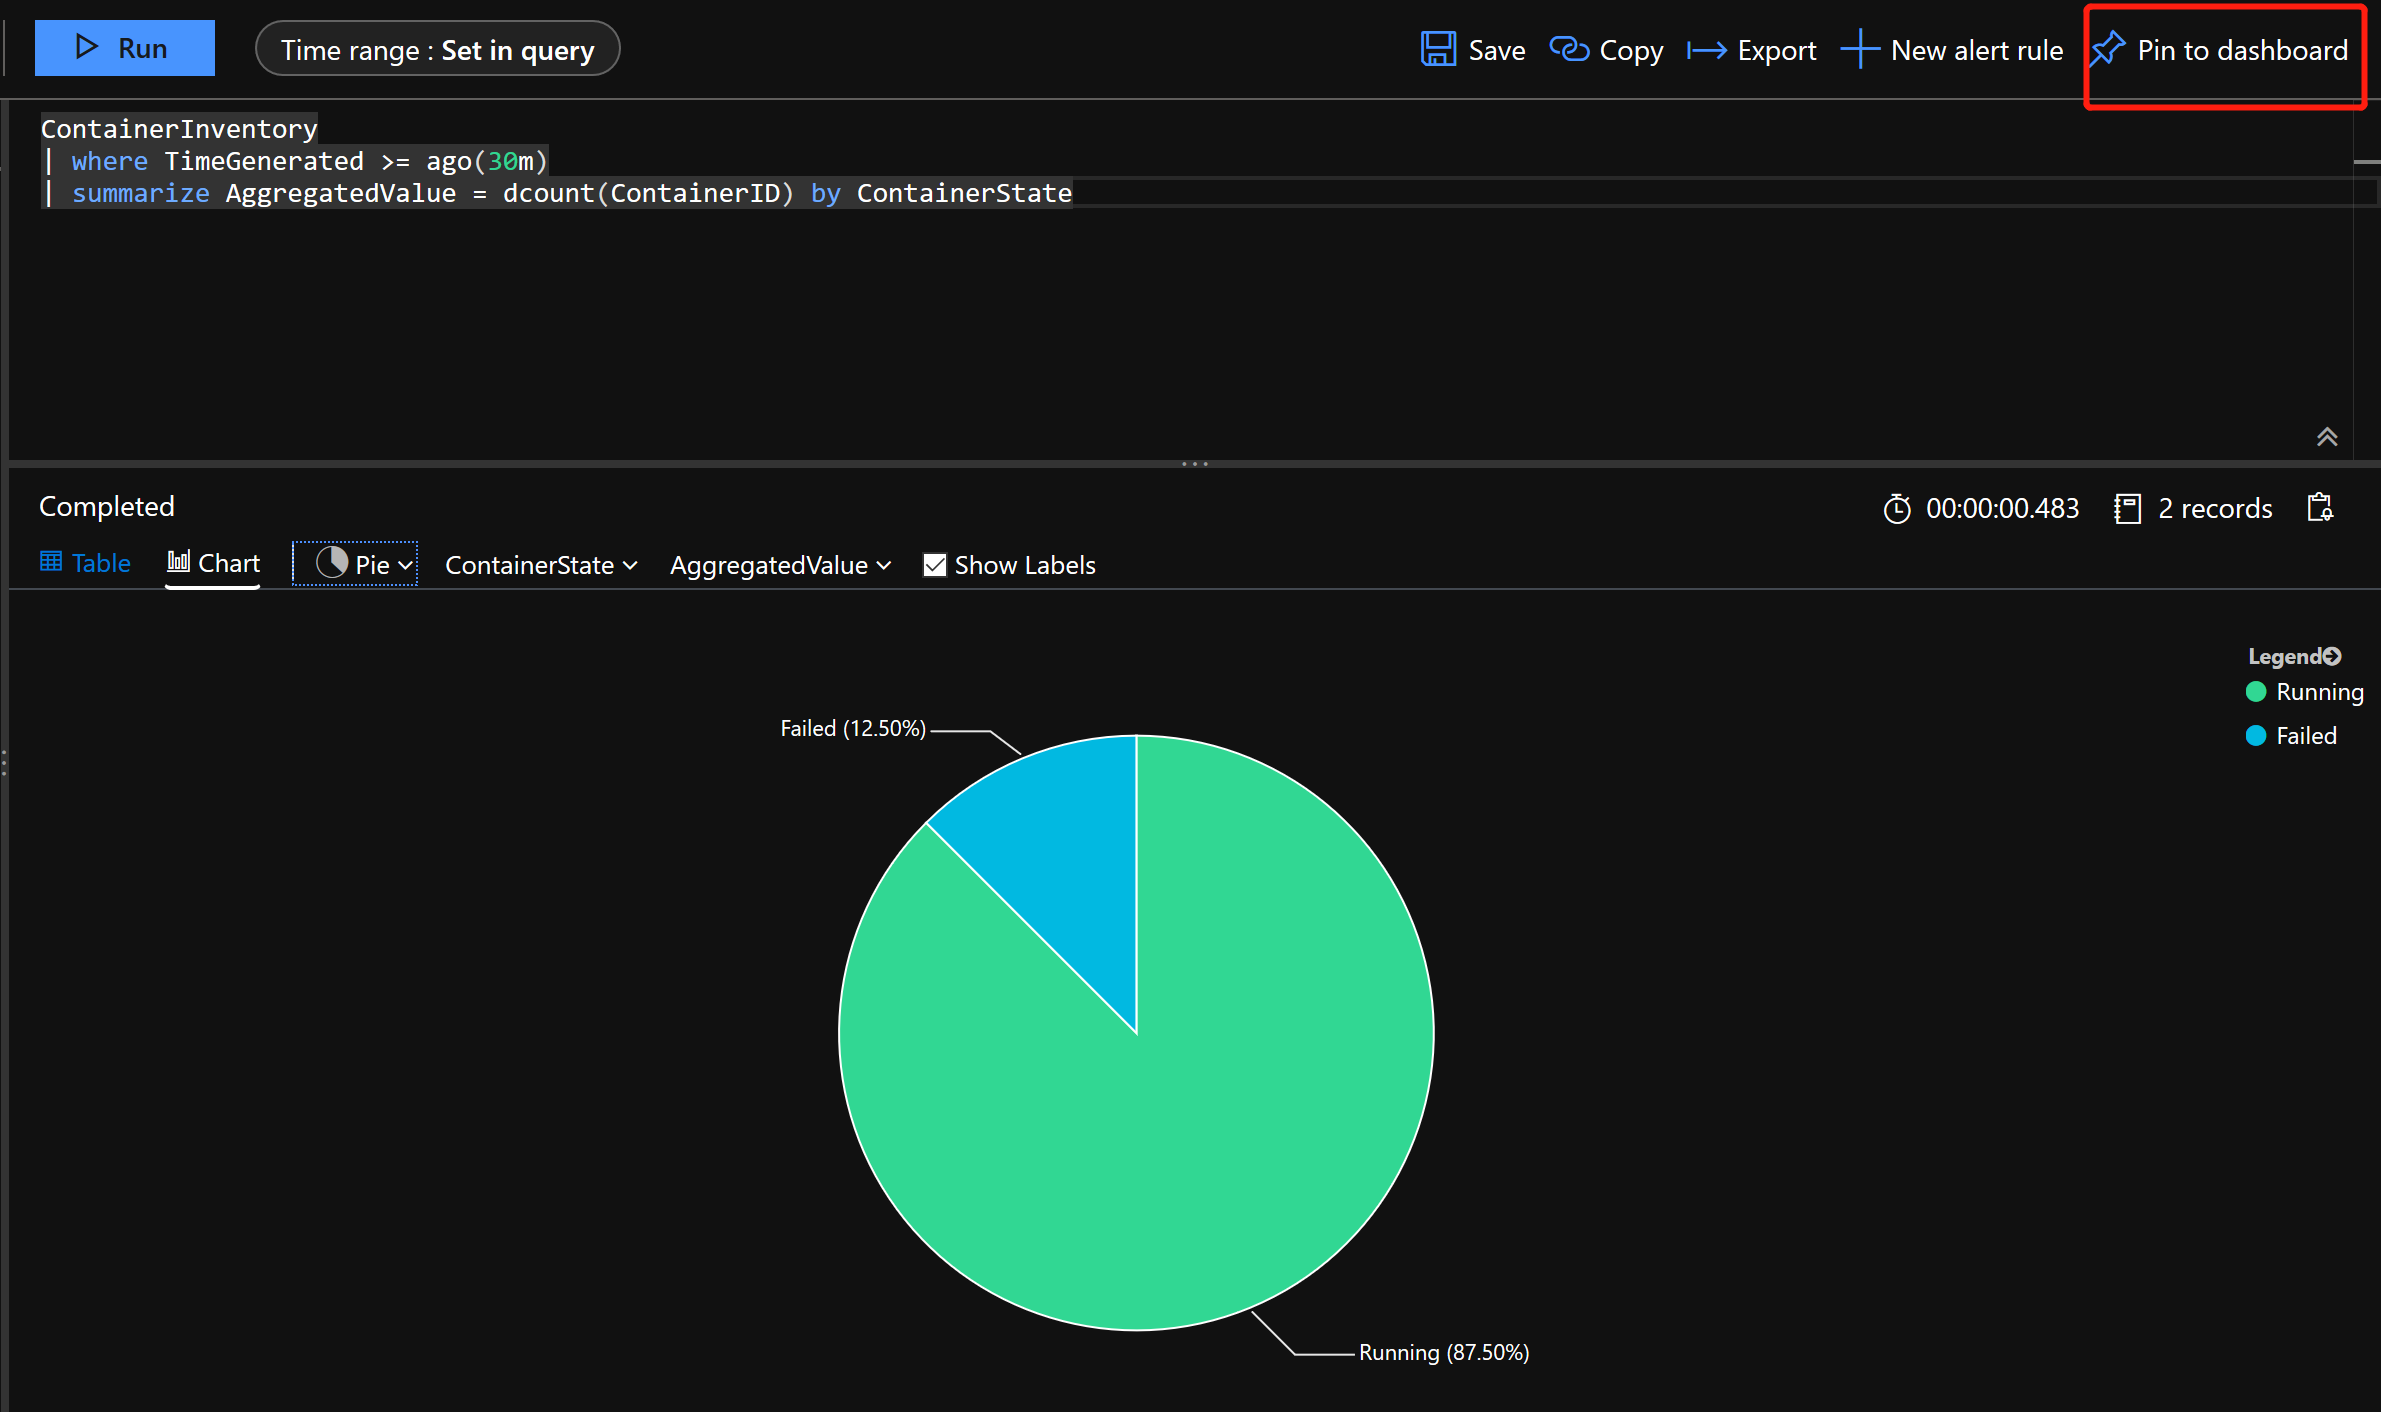 Run
Time range : Set in query
Save
Copy
Export
New alert rule
Pin to dashboard
ContainerInventory
| where TimeGenerated >= ago(30m)
| summarize AggregatedValue = dcount(ContainerID) by ContainerState
Completed
00:00:00.483
2 records
Table
Chart
Pie
ContainerState
AggregatedValue
Show Labels
Legend
Running
Failed
Failed (12.50%)
Running (87.50%)